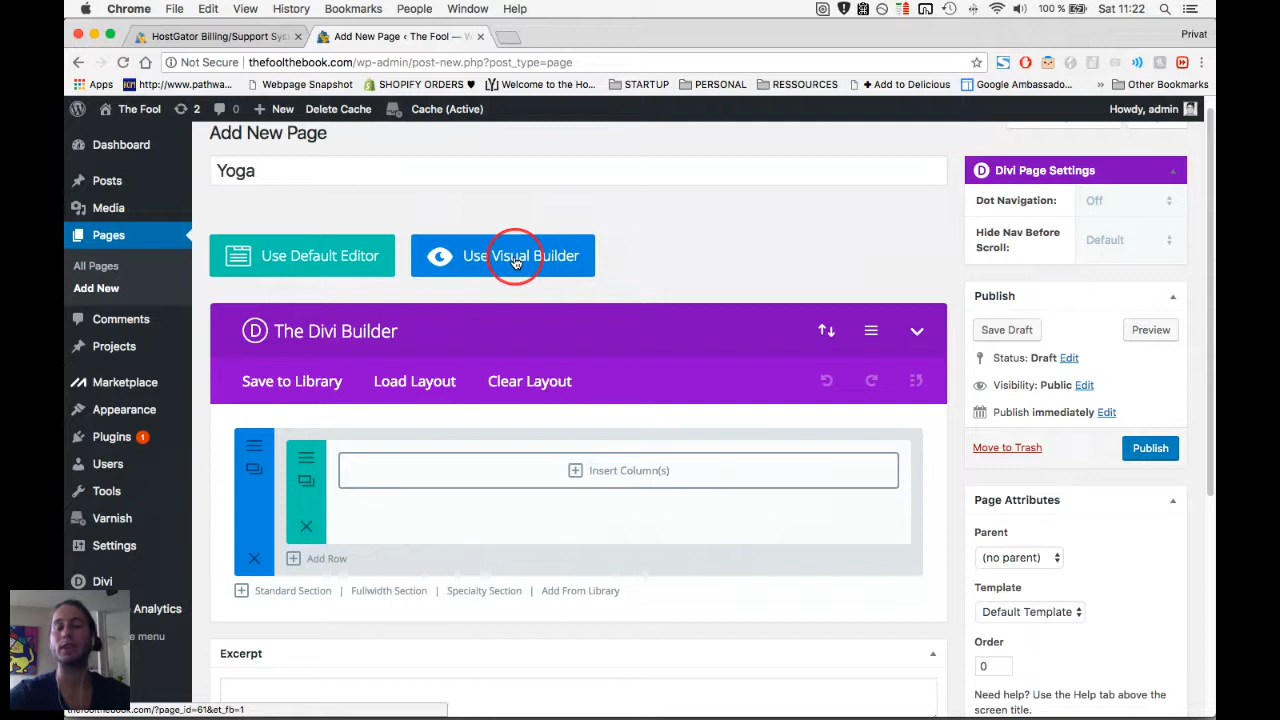 Chrome File Edit View History Bookmarks People Window Help 100 % Sat 11:22
HostGator Billing/Support Sys × Add New Page ‹ The Fool — W × Privat
Not Secure thefoolthebook.com/wp-admin/post-new.php?post_type=page
Apps http://www.pathwa... Webpage Snapshot SHOPIFY ORDERS ♥ Welcome to the Ho... STARTUP PERSONAL RESSOURCES + Add to Delicious Google Ambassado... » Other Bookmarks
The Fool 2 0 + New Delete Cache Cache (Active) Howdy, admin
Dashboard
Posts
Media
Pages
All Pages
Add New
Comments
Projects
Marketplace
Appearance
Plugins 1
Users
Tools
Varnish
Settings
Divi
Analytics
e menu
Add New Page
Yoga
Use Default Editor Use Visual Builder
The Divi Builder
Save to Library Load Layout Clear Layout
Insert Column(s)
Add Row
Standard Section | Fullwidth Section | Specialty Section | Add From Library
Excerpt
Divi Page Settings
Dot Navigation: Off
Hide Nav Before Scroll: Default
Publish
Save Draft Preview
Status: Draft Edit
Visibility: Public Edit
Publish immediately Edit
Move to Trash Publish
Page Attributes
Parent
(no parent)
Template
Default Template
Order
0
Need help? Use the Help tab above the
screen title.
thefoolthebook.com/?page_id=61&et_fb=1